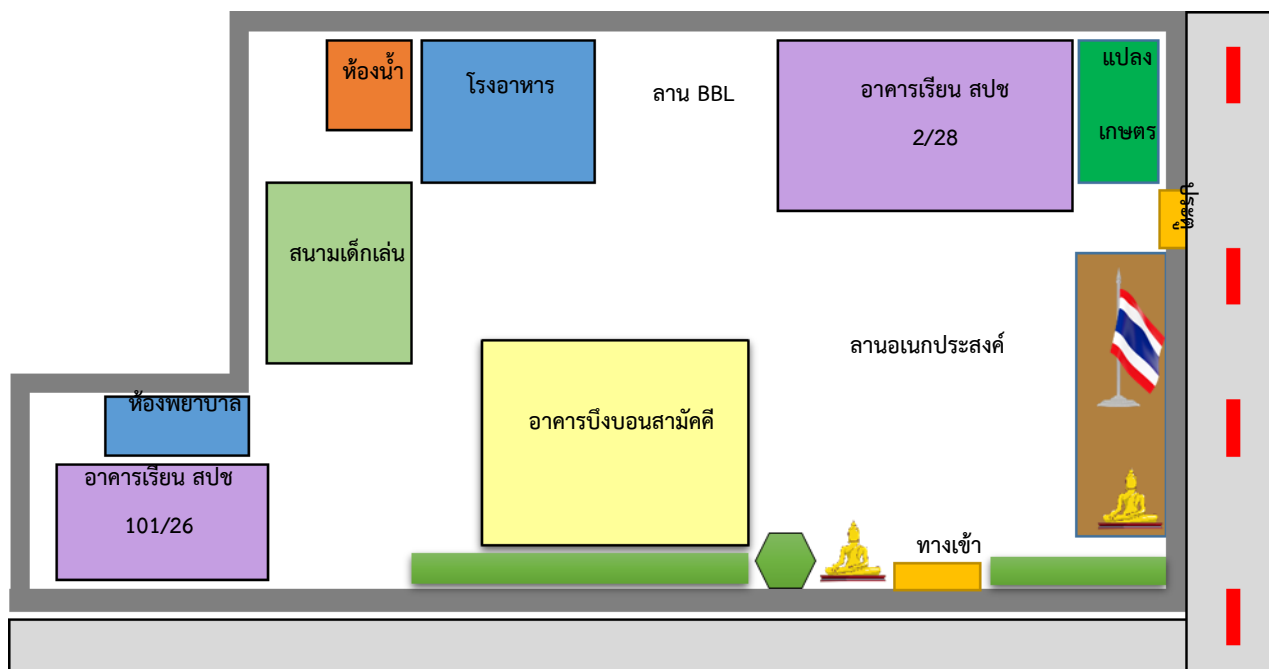 ห้องน้ำ
โรงอาหาร
ลาน BBL
อาคารเรียน สปช
2/28
แปลง
เกษตร
ประตู
สนามเด็กเล่น
ลานอเนกประสงค์
ห้องพยาบาล
อาคารบึงบอนสามัคคี
อาคารเรียน สปช
101/26
ทางเข้า